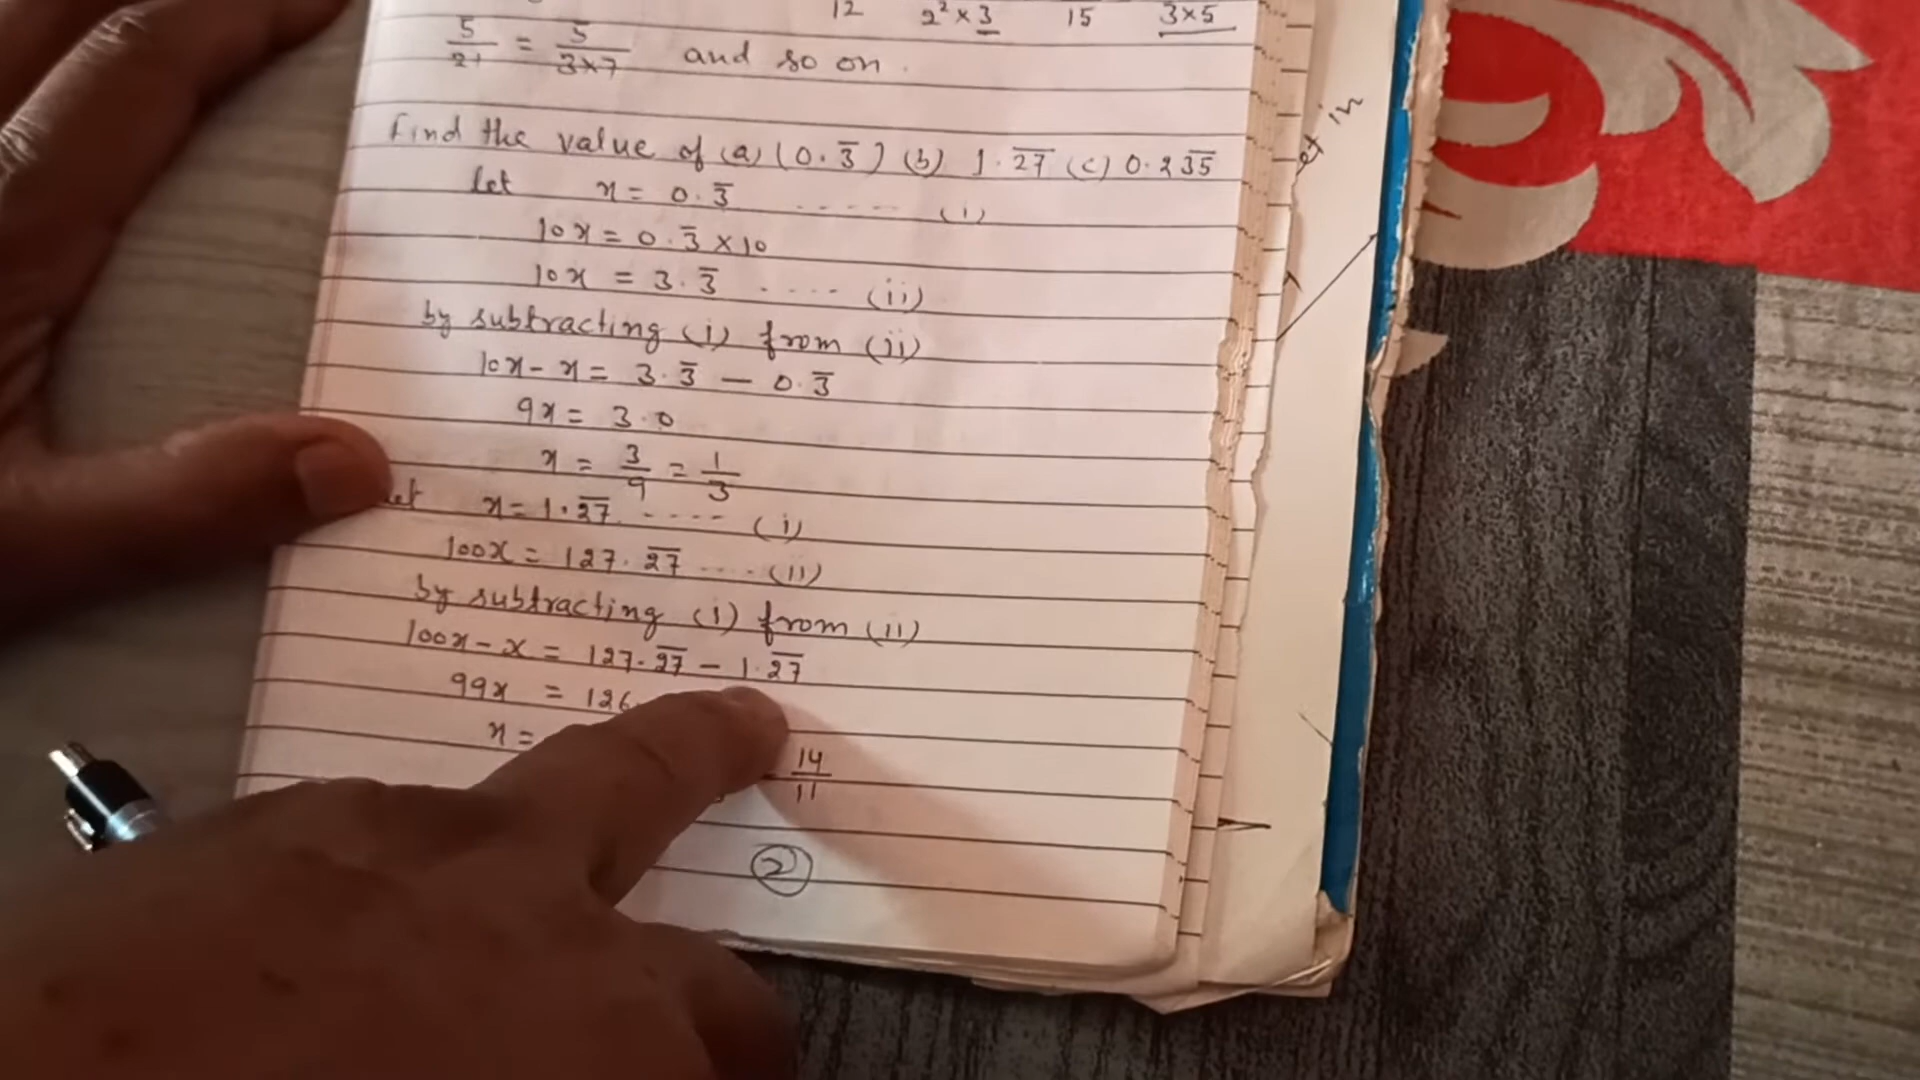 12 2² × 3 15 3×5
5/21 = 5/3×7 and so on.
Find the value of (a) (0.3̅) (b) 1.2̅7̅ (c) 0.23̅5̅
let x = 0.3̅ ..... (i)
10x = 0.3̅ × 10
10x = 3.3̅ .... (ii)
by subtracting (i) from (ii)
10x - x = 3.3̅ — 0.3̅
9x = 3.0
x = 3/9 = 1/3
let x = 1.2̅7̅ .... (i)
100x = 127.2̅7̅ .... (ii)
by subtracting (i) from (ii)
100x - x = 127.2̅7̅ - 1.2̅7̅
99x = 126.
x =
14/11
2
et in